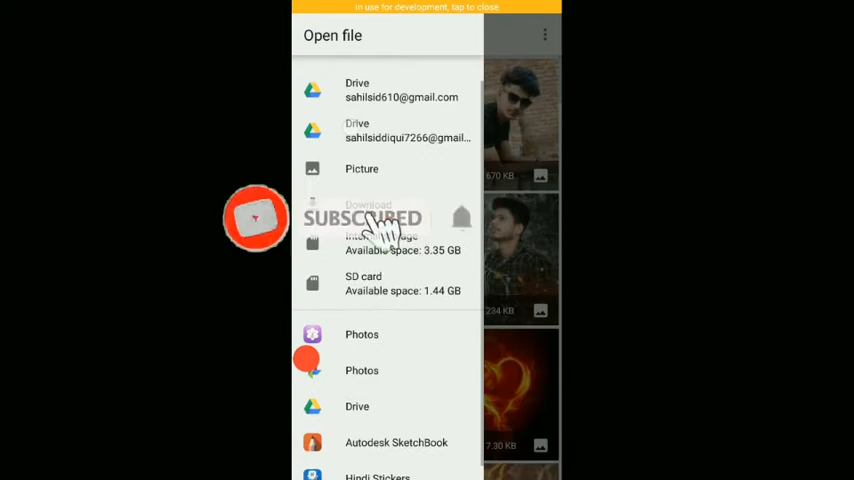 in use for development, tap to close
Open file
Drive
sahilsid610@gmail.com
Drive
sahilsiddiqui7266@gmail...
Picture
670 KB
Download
SUBSCRIBED
Available space: 3.35 GB
SD card
Available space: 1.44 GB
234 KB
Photos
Photos
Drive
Autodesk SketchBook
7.30 KB
Hindi Stickers